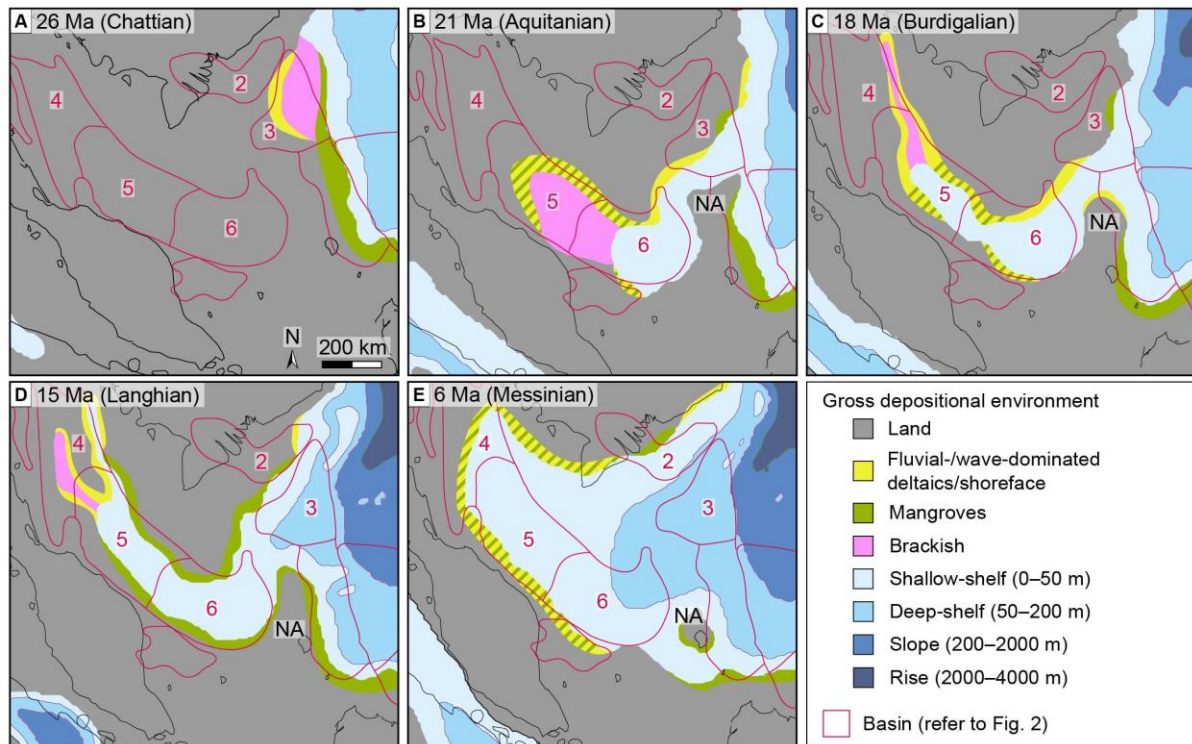 A 26 Ma (Chattian)
2
4
3
5
6
N
200 km
B 21 Ma (Aquitanian)
2
4
3
5
NA
6
C 18 Ma (Burdigalian)
2
4
3
5
NA
6
D 15 Ma (Langhian)
4
2
3
5
6
NA
E 6 Ma (Messinian)
4
2
3
5
6
NA
Gross depositional environment
Land
Fluvial-/wave-dominated
deltaics/shoreface
Mangroves
Brackish
Shallow-shelf (0–50 m)
Deep-shelf (50–200 m)
Slope (200–2000 m)
Rise (2000–4000 m)
Basin (refer to Fig. 2)